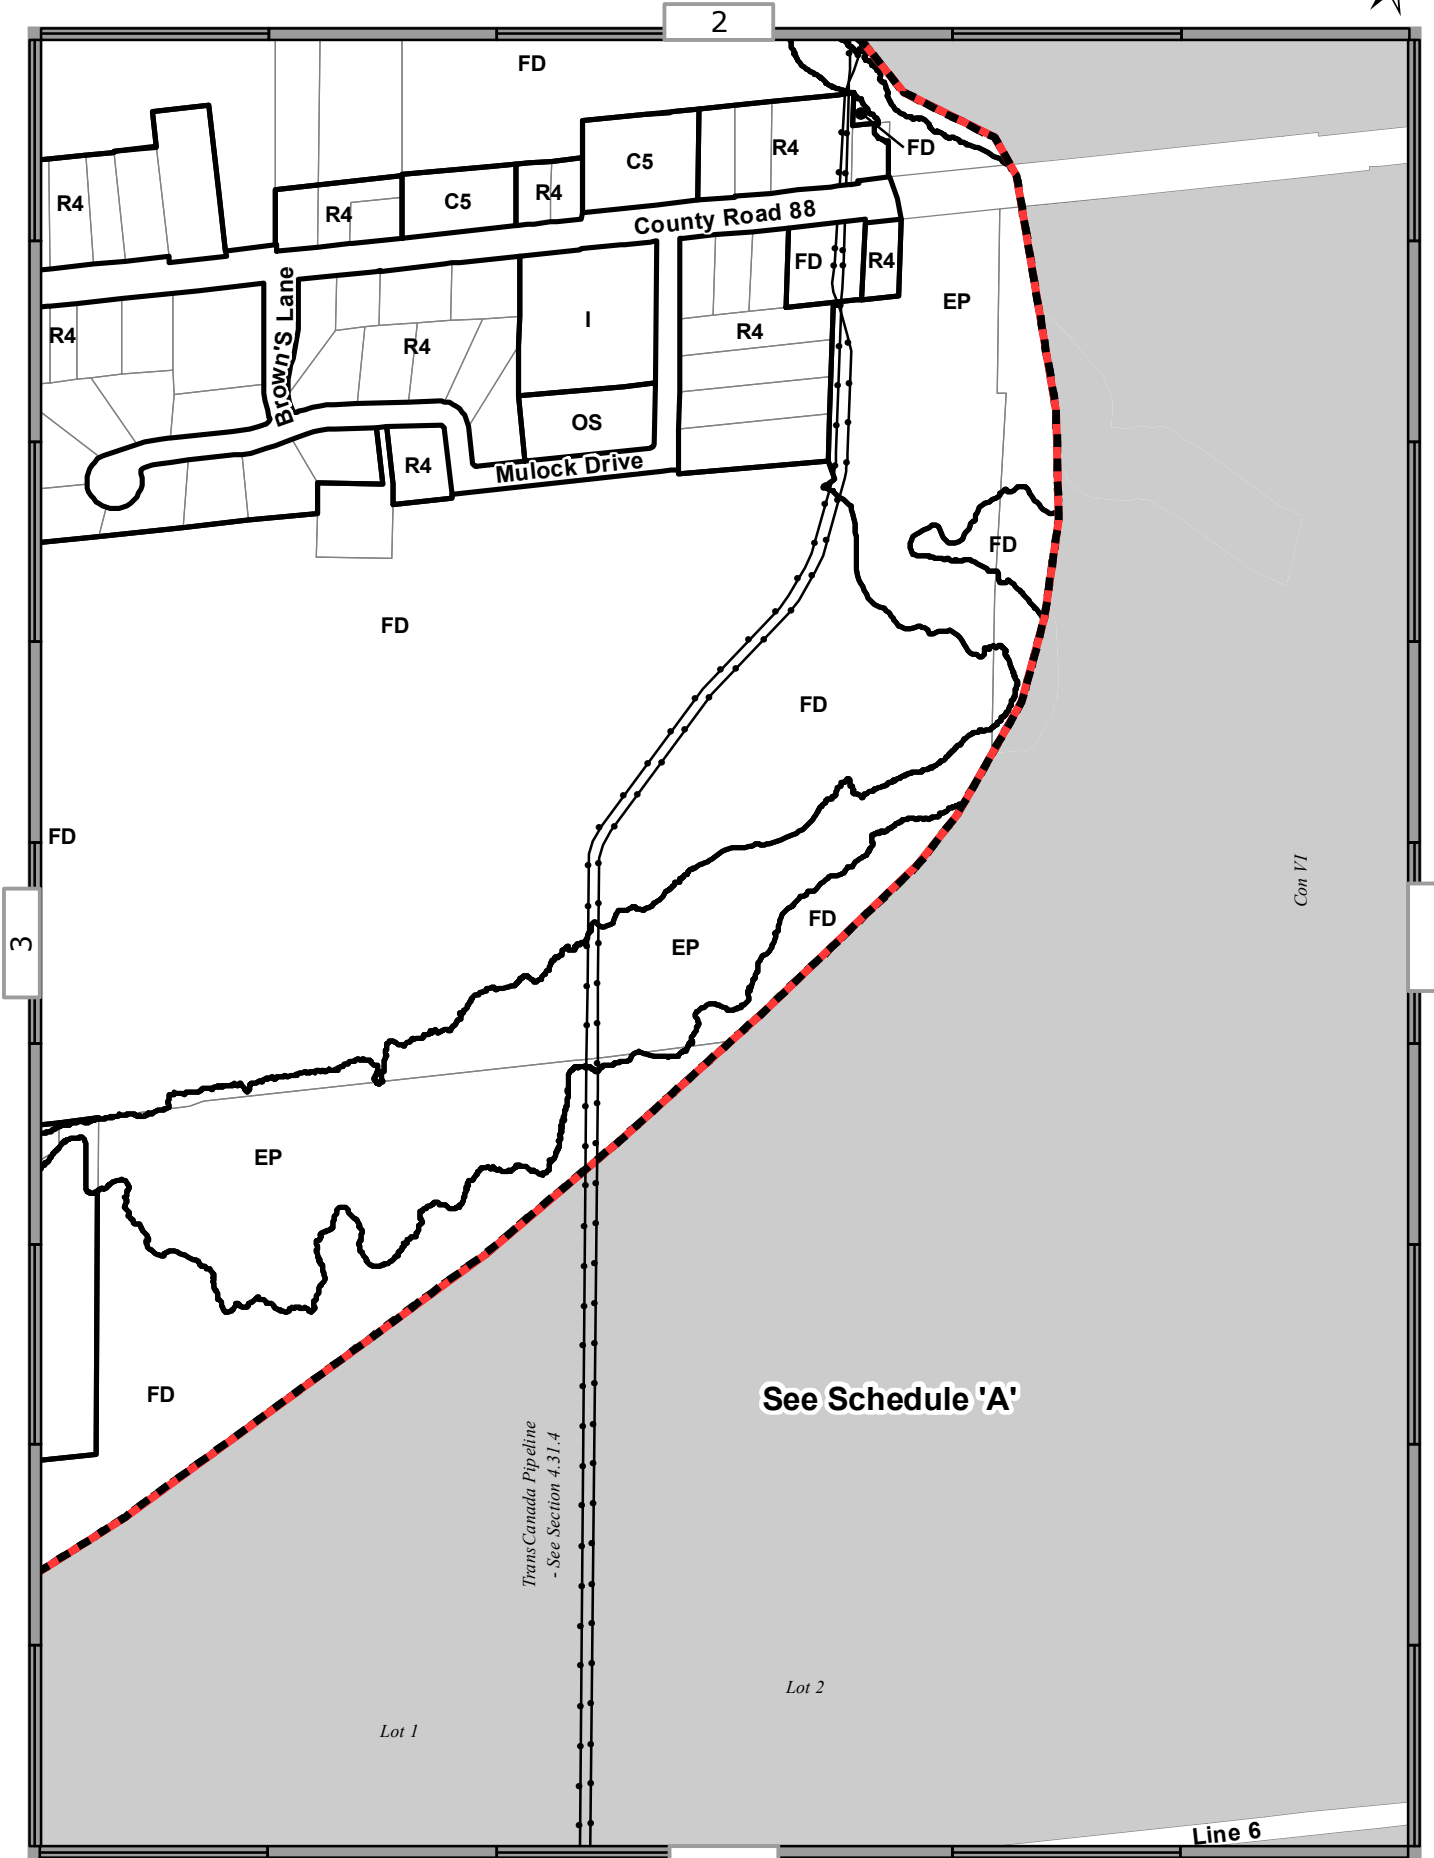 2
FD
C5
R4
FD
R4
R4
C5
R4
County Road 88
FD
R4
Brown'S Lane
EP
I
R4
R4
R4
OS
R4
Mulock Drive
FD
FD
FD
FD
Con VI
3
FD
EP
EP
FD
See Schedule 'A'
TransCanada Pipeline
- See Section 4.31.4
Lot 2
Lot 1
Line 6